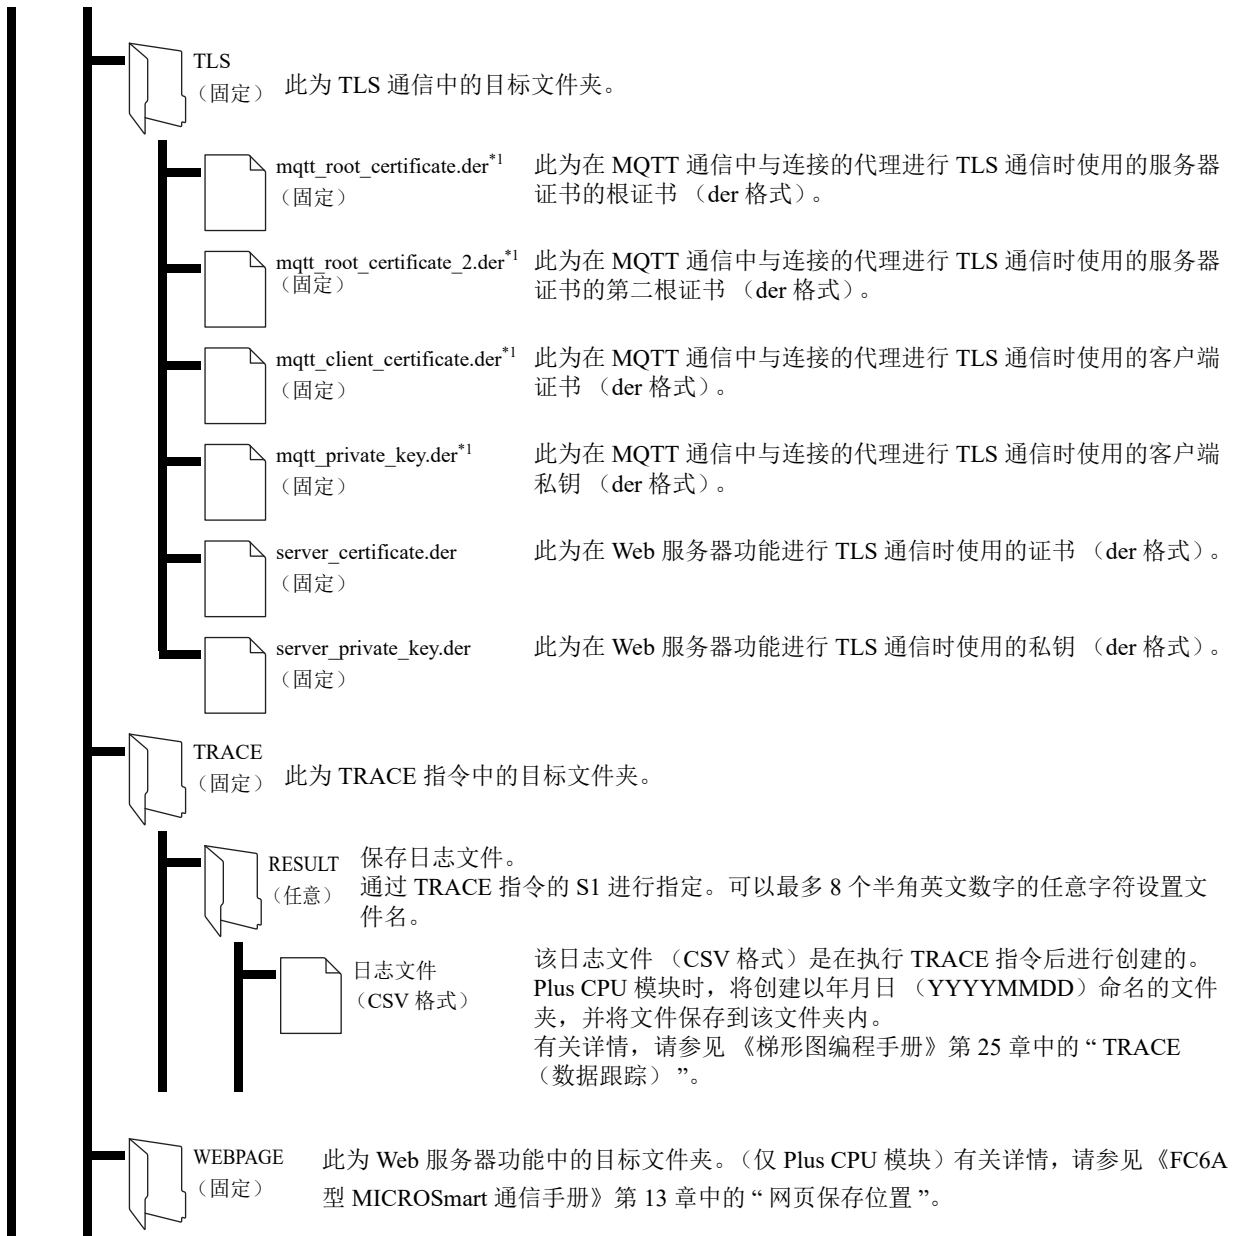 TLS
（固定） 此为 TLS 通信中的目标文件夹。
mqtt_root_certificate.der*1
（固定）
此为在 MQTT 通信中与连接的代理进行 TLS 通信时使用的服务器
证书的根证书 （der 格式）。
mqtt_root_certificate_2.der*1
（固定）
此为在 MQTT 通信中与连接的代理进行 TLS 通信时使用的服务器
证书的第二根证书 （der 格式）。
mqtt_client_certificate.der*1
（固定）
此为在 MQTT 通信中与连接的代理进行 TLS 通信时使用的客户端
证书 （der 格式）。
mqtt_private_key.der*1
（固定）
此为在 MQTT 通信中与连接的代理进行 TLS 通信时使用的客户端
私钥 （der 格式）。
server_certificate.der
（固定）
此为在 Web 服务器功能进行 TLS 通信时使用的证书 （der 格式）。
server_private_key.der
（固定）
此为在 Web 服务器功能进行 TLS 通信时使用的私钥 （der 格式）。
TRACE
（固定） 此为 TRACE 指令中的目标文件夹。
RESULT
（任意）
保存日志文件。
通过 TRACE 指令的 S1 进行指定。可以最多 8 个半角英文数字的任意字符设置文
件名。
日志文件
（CSV 格式）
该日志文件 （CSV 格式）是在执行 TRACE 指令后进行创建的。
Plus CPU 模块时，将创建以年月日 （YYYYMMDD）命名的文件
夹，并将文件保存到该文件夹内。
有关详情，请参见 《梯形图编程手册》第 25 章中的 “ TRACE
（数据跟踪） ”。
WEBPAGE
（固定）
此为 Web 服务器功能中的目标文件夹。（仅 Plus CPU 模块）有关详情，请参见 《FC6A
型 MICROSmart 通信手册》第 13 章中的 “ 网页保存位置 ”。